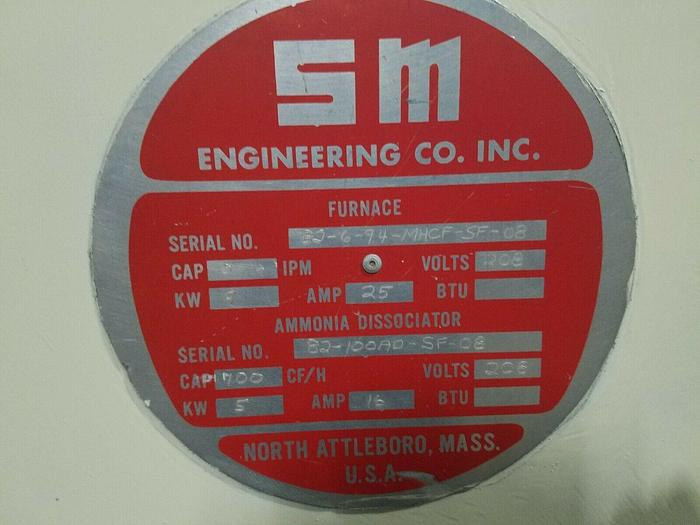 SM
ENGINEERING CO. INC.
FURNACE
SERIAL NO. 82-6-94-MHCF-SF-08
CAP IPM VOLTS 208
KW AMP 25 BTU
AMMONIA DISSOCIATOR
SERIAL NO. 82-100AD-SF-08
CAP 700 CF/H VOLTS 208
KW 5 AMP 16 BTU
NORTH ATTLEBORO, MASS.
U.S.A.